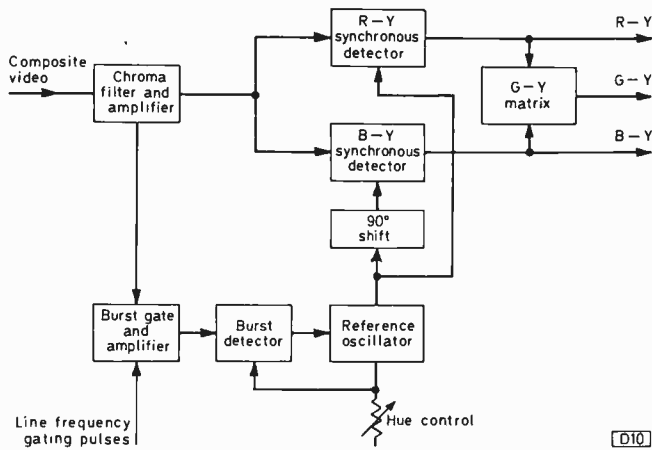 Composite
video
Chroma
filter and
amplifier
R–Y
synchronous
detector
R–Y
G–Y
matrix
G–Y
B–Y
synchronous
detector
B–Y
90°
shift
Burst gate
and
amplifier
Burst
detector
Reference
oscillator
Line frequency
gating pulses
Hue control
D10